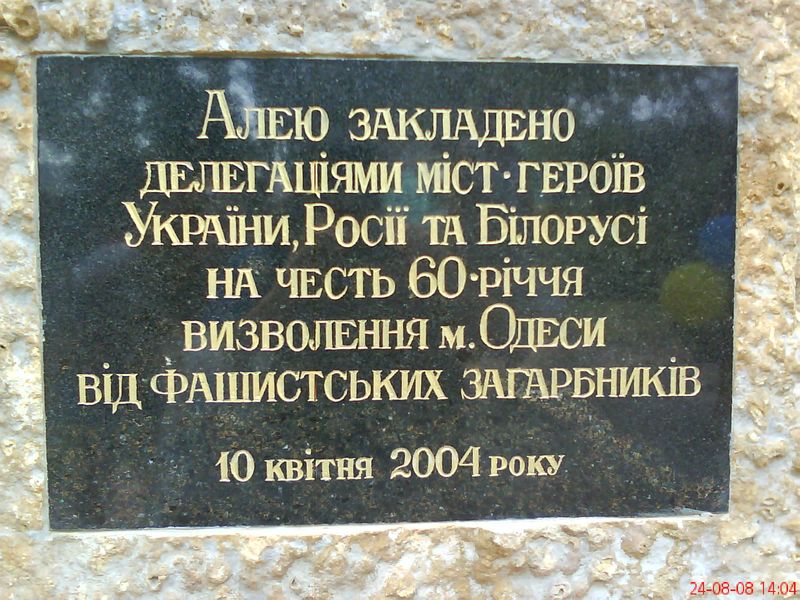 Алею закладено
делегаціями міст-героїв
України, Росії та Білорусі
на честь 60-річчя
визволення м. Одеси
від фашистських загарбників
10 квітня 2004 року
24-08-08 14:04